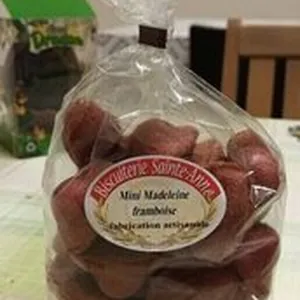 Biscuiterie Sainte-Anne
Mini Madeleine
framboise
fabrication artisanale